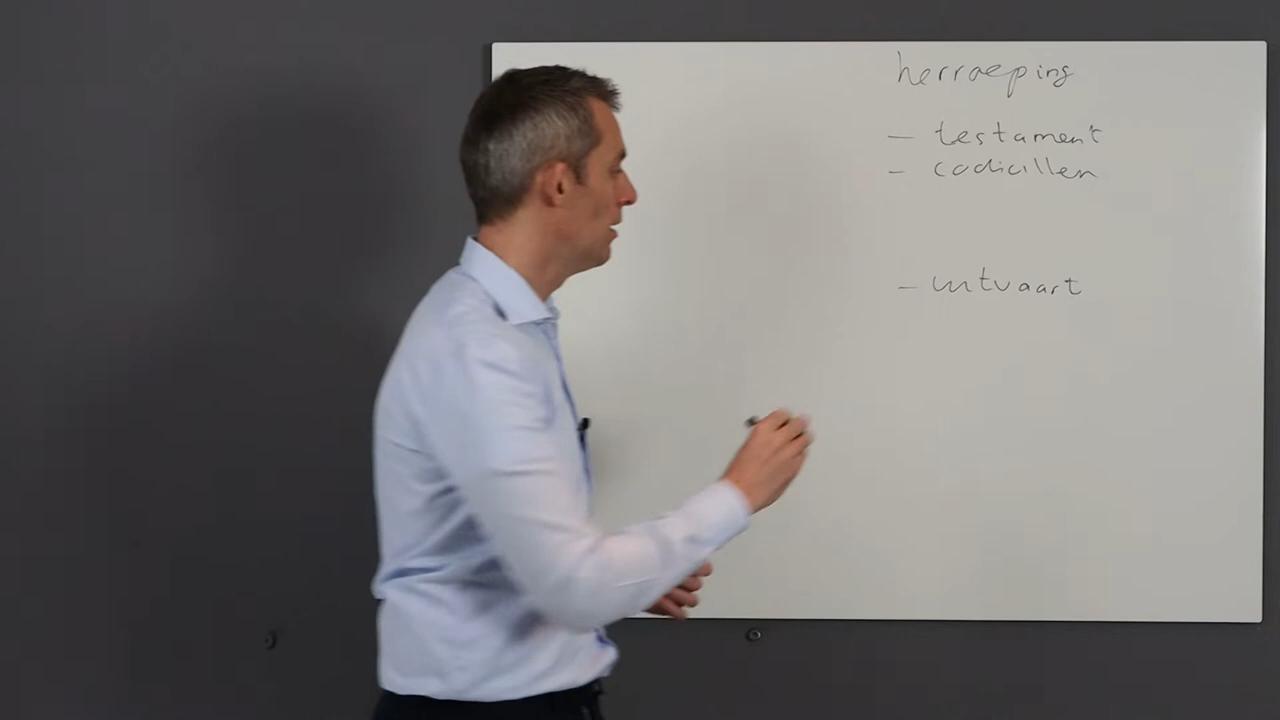 herroeping
- testament
- codicillen
- uitvaart